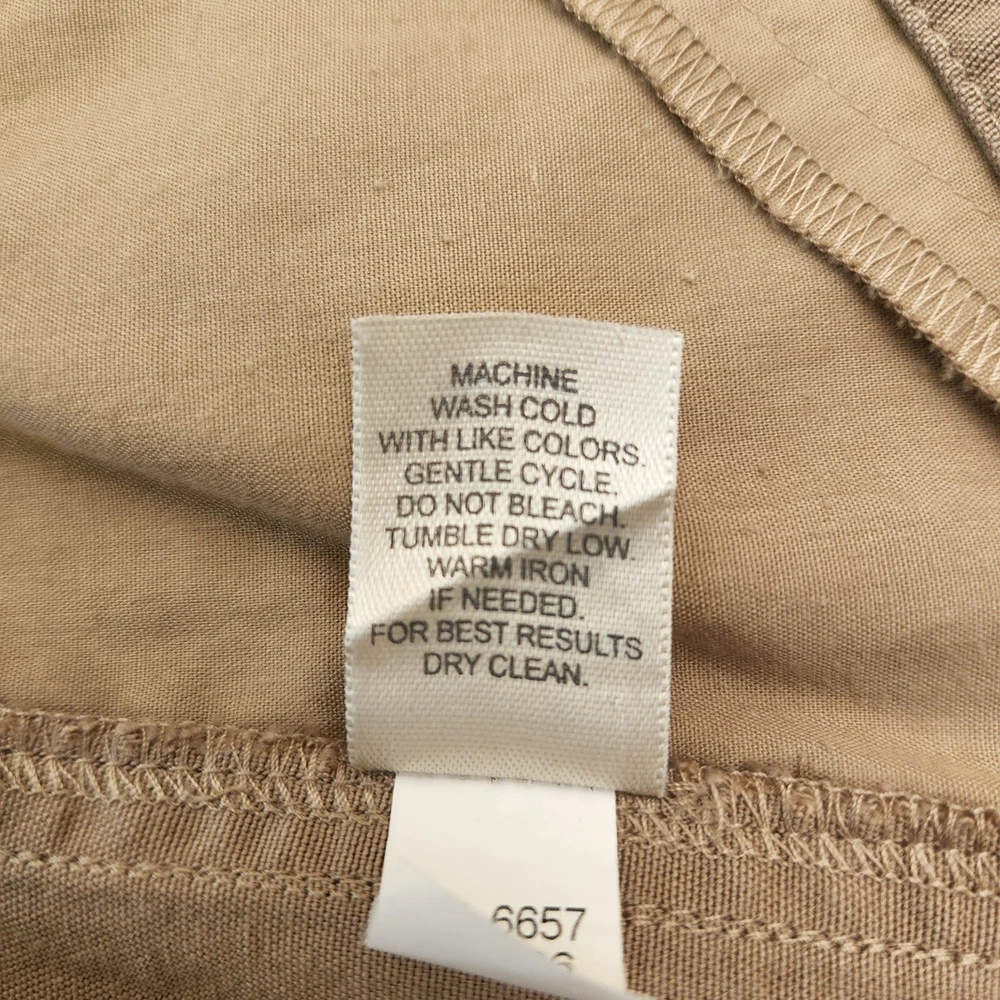 MACHINE
WASH COLD
WITH LIKE COLORS.
GENTLE CYCLE.
DO NOT BLEACH.
TUMBLE DRY LOW.
WARM IRON
IF NEEDED.
FOR BEST RESULTS
DRY CLEAN.
6657